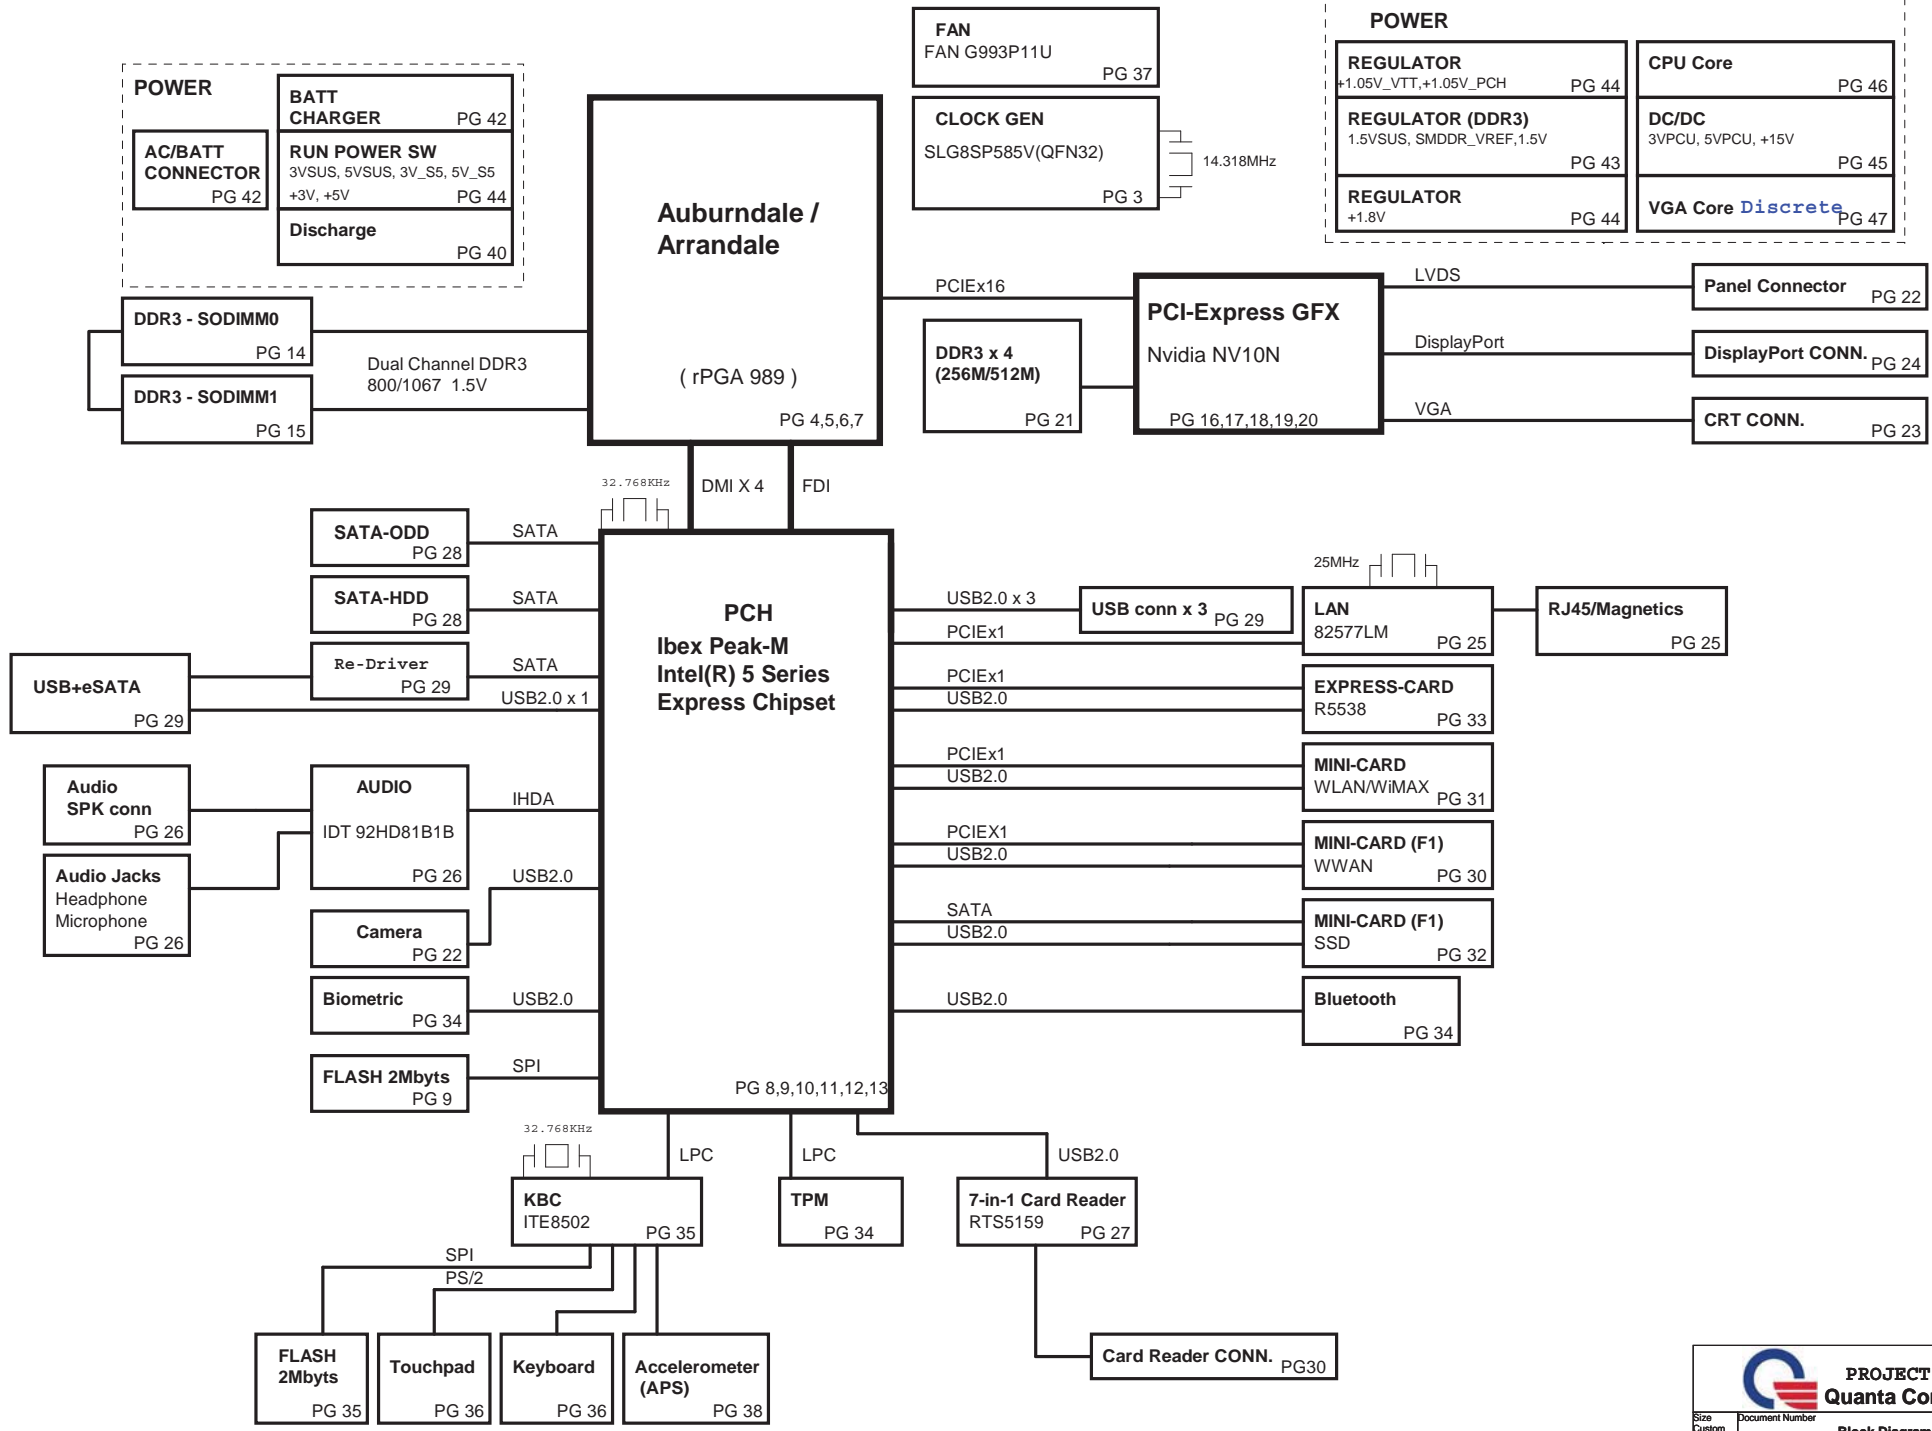 POWER
BATT
CHARGER
PG 42
AC/BATT
CONNECTOR
PG 42
RUN POWER SW
3VSUS, 5VSUS, 3V_S5, 5V_S5
+3V, +5V
PG 44
Discharge
PG 40
FAN
FAN G993P11U
PG 37
CLOCK GEN
SLG8SP585V(QFN32)
PG 3
14.318MHz
POWER
REGULATOR
+1.05V_VTT,+1.05V_PCH
PG 44
CPU Core
PG 46
REGULATOR (DDR3)
1.5VSUS, SMDDR_VREF,1.5V
PG 43
DC/DC
3VPCU, 5VPCU, +15V
PG 45
REGULATOR
+1.8V
PG 44
VGA Core Discrete
PG 47
Auburndale /
Arrandale
( rPGA 989 )
PG 4,5,6,7
DDR3 - SODIMM0
PG 14
DDR3 - SODIMM1
PG 15
Dual Channel DDR3
800/1067 1.5V
PCIEx16
DDR3 x 4
(256M/512M)
PG 21
PCI-Express GFX
Nvidia NV10N
PG 16,17,18,19,20
LVDS
Panel Connector
PG 22
DisplayPort
DisplayPort CONN.
PG 24
VGA
CRT CONN.
PG 23
32.768KHz
DMI X 4
FDI
SATA-ODD
PG 28
SATA
SATA-HDD
PG 28
SATA
Re-Driver
PG 29
SATA
USB+eSATA
PG 29
USB2.0 x 1
PCH
Ibex Peak-M
Intel(R) 5 Series
Express Chipset
PG 8,9,10,11,12,13
Audio
SPK conn
PG 26
AUDIO
IDT 92HD81B1B
PG 26
IHDA
Audio Jacks
Headphone
Microphone
PG 26
USB2.0
Camera
PG 22
Biometric
PG 34
USB2.0
FLASH 2Mbyts
PG 9
SPI
USB2.0 x 3
USB conn x 3
PG 29
25MHz
PCIEx1
LAN
82577LM
PG 25
RJ45/Magnetics
PG 25
PCIEx1
USB2.0
EXPRESS-CARD
R5538
PG 33
PCIEx1
USB2.0
MINI-CARD
WLAN/WiMAX
PG 31
PCIEX1
USB2.0
MINI-CARD (F1)
WWAN
PG 30
SATA
USB2.0
MINI-CARD (F1)
SSD
PG 32
USB2.0
Bluetooth
PG 34
32.768KHz
LPC
LPC
USB2.0
KBC
ITE8502
PG 35
TPM
PG 34
7-in-1 Card Reader
RTS5159
PG 27
SPI
PS/2
FLASH
2Mbyts
PG 35
Touchpad
PG 36
Keyboard
PG 36
Accelerometer
(APS)
PG 38
Card Reader CONN.
PG30
PROJECT
Quanta Co
Size
Custom
Document Number
Block Diagram